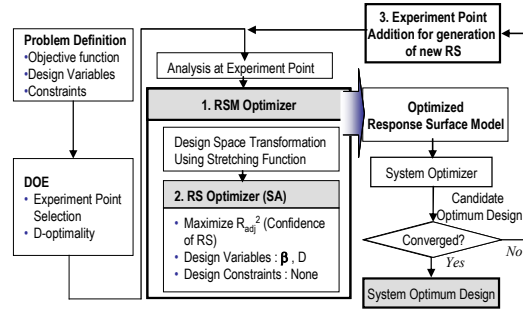 Problem Definition
•Objective function
•Design Variables
•Constraints
DOE
• Experiment Point
Selection
• D-optimality
Analysis at Experiment Point
1. RSM Optimizer
Design Space Transformation
Using Stretching Function
2. RS Optimizer (SA)
• Maximize Radj² (Confidence
of RS)
• Design Variables : β , D
• Design Constraints : None
3. Experiment Point
Addition for generation
of new RS
Optimized
Response Surface Model
System Optimizer
Candidate
Optimum Design
Converged?
No
Yes
System Optimum Design